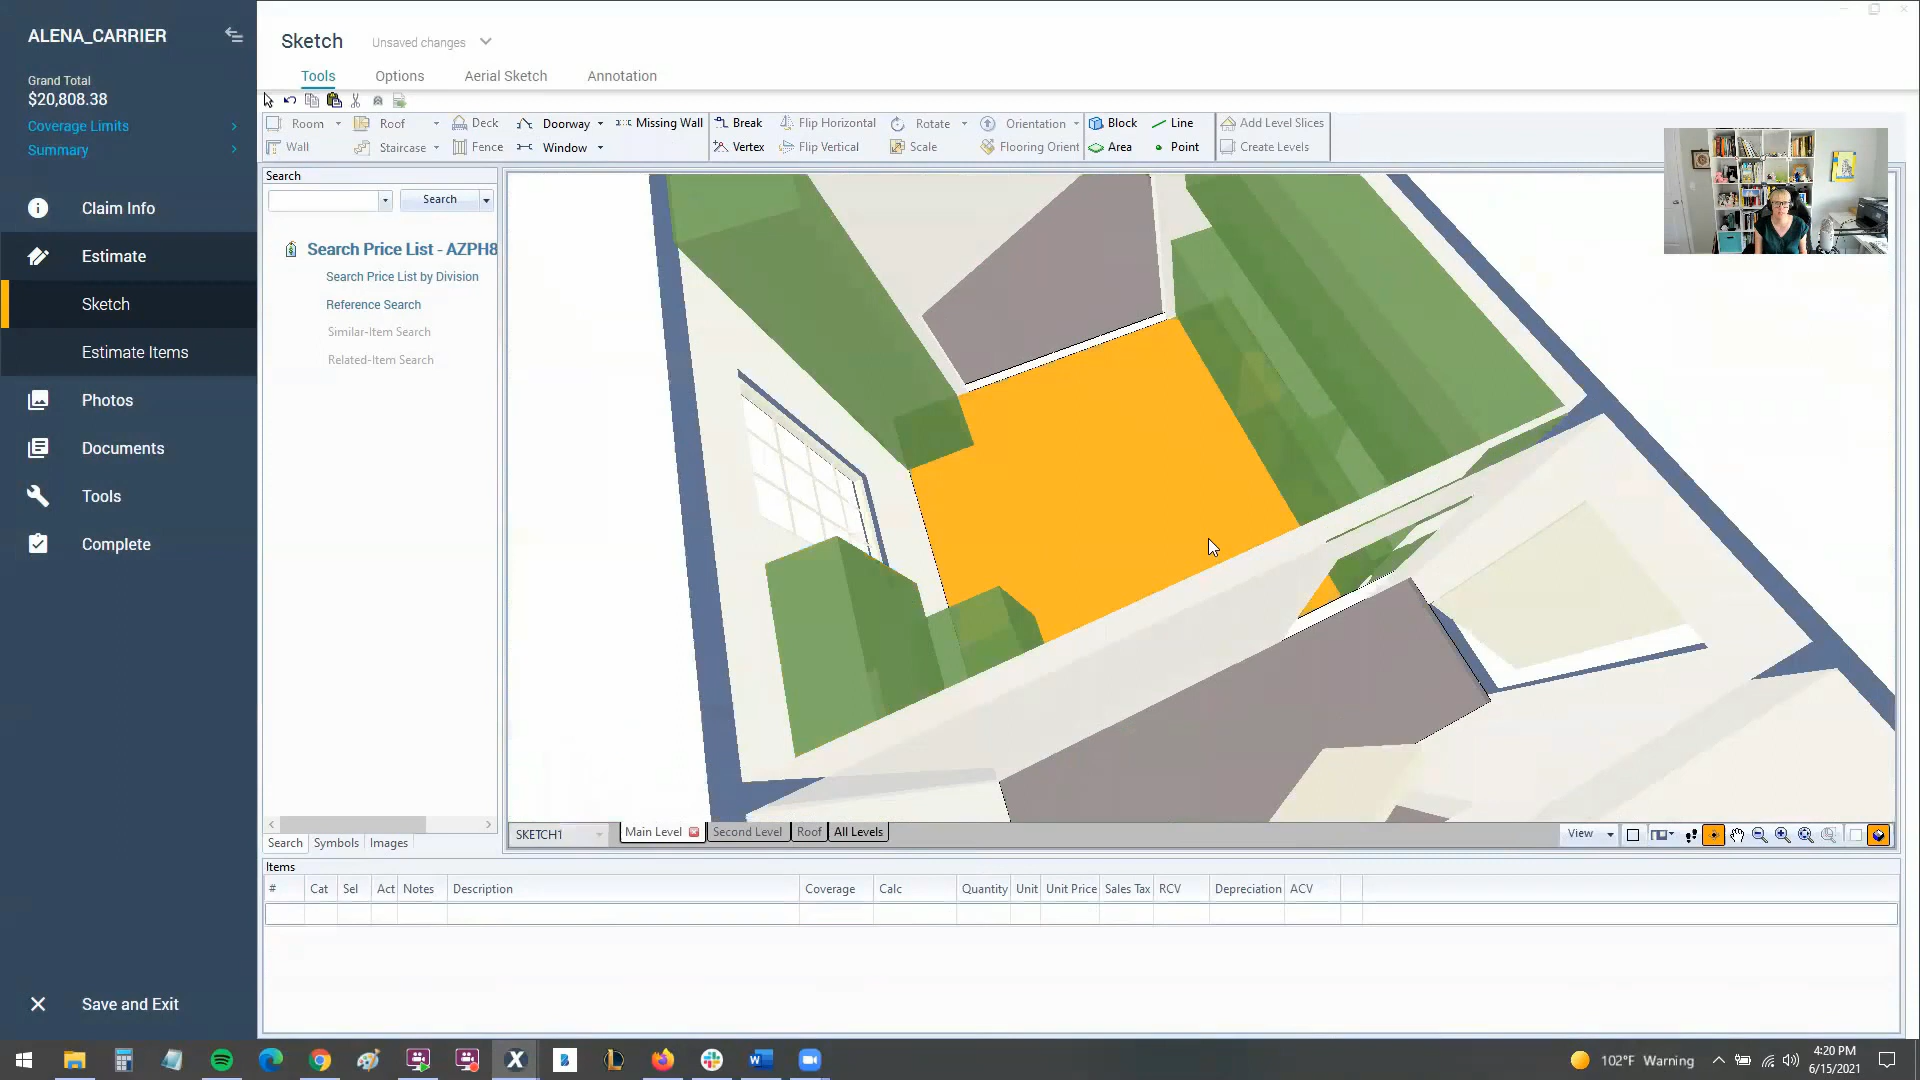 ALENA_CARRIER
Grand Total
$20,808.38
Coverage Limits
Summary
Claim Info
Estimate
Sketch
Estimate Items
Photos
Documents
Tools
Complete
Save and Exit
Sketch
Unsaved changes
Tools
Options
Aerial Sketch
Annotation
Room
Roof
Deck
Doorway
Missing Wall
Break
Flip Horizontal
Rotate
Orientation
Block
Line
Add Level Slices
Wall
Staircase
Fence
Window
Vertex
Flip Vertical
Scale
Flooring Orient
Area
Point
Create Levels
Search
Search
Search Price List - AZPH8
Search Price List by Division
Reference Search
Similar-Item Search
Related-Item Search
Search
Symbols
Images
SKETCH1
Main Level
Second Level
Roof
All Levels
View
Items
# Cat Sel Act Notes Description Coverage Calc Quantity Unit Unit Price Sales Tax RCV Depreciation ACV
102°F Warning
4:20 PM
6/15/2021